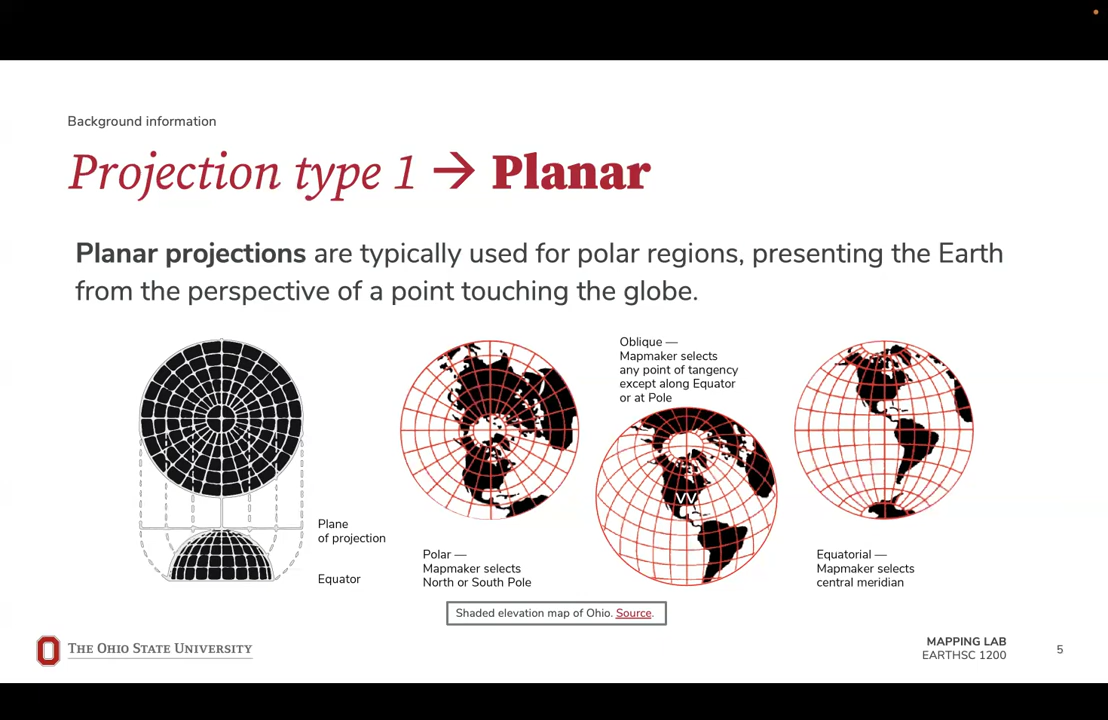 Background information
Projection type 1 → Planar
Planar projections are typically used for polar regions, presenting the Earth
from the perspective of a point touching the globe.
Plane
of projection
Equator
Polar —
Mapmaker selects
North or South Pole
Oblique —
Mapmaker selects
any point of tangency
except along Equator
or at Pole
VV
Equatorial —
Mapmaker selects
central meridian
Shaded elevation map of Ohio. Source.
THE OHIO STATE UNIVERSITY
MAPPING LAB
EARTHSC 1200
5